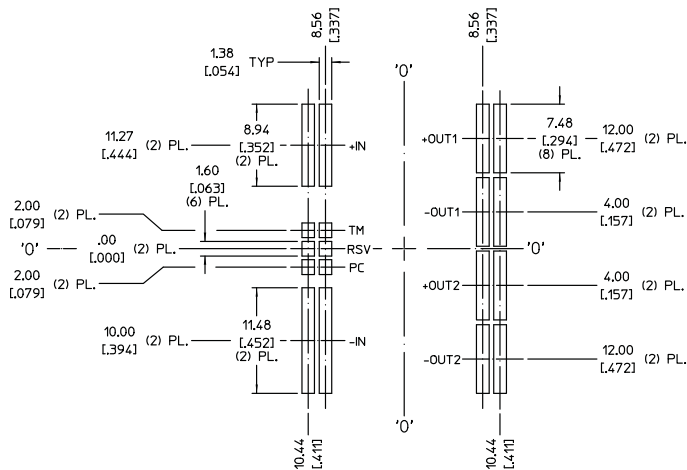 8.56
[.337]
8.56
[.337]
1.38
[.054]
TYP
'0'
'0'
11.27
[.444]
(2) PL.
8.94
[.352]
(2) PL.
+IN
+OUT1
7.48
[.294]
(8) PL.
12.00
[.472]
(2) PL.
1.60
[.063]
(6) PL.
2.00
[.079]
(2) PL.
TM
-OUT1
4.00
[.157]
(2) PL.
'0'
.00
[.000]
(2) PL.
RSV
'0'
2.00
[.079]
(2) PL.
PC
+OUT2
4.00
[.157]
(2) PL.
10.00
[.394]
(2) PL.
11.48
[.452]
(2) PL.
-IN
-OUT2
12.00
[.472]
(2) PL.
'0'
'0'
10.44
[.411]
10.44
[.411]